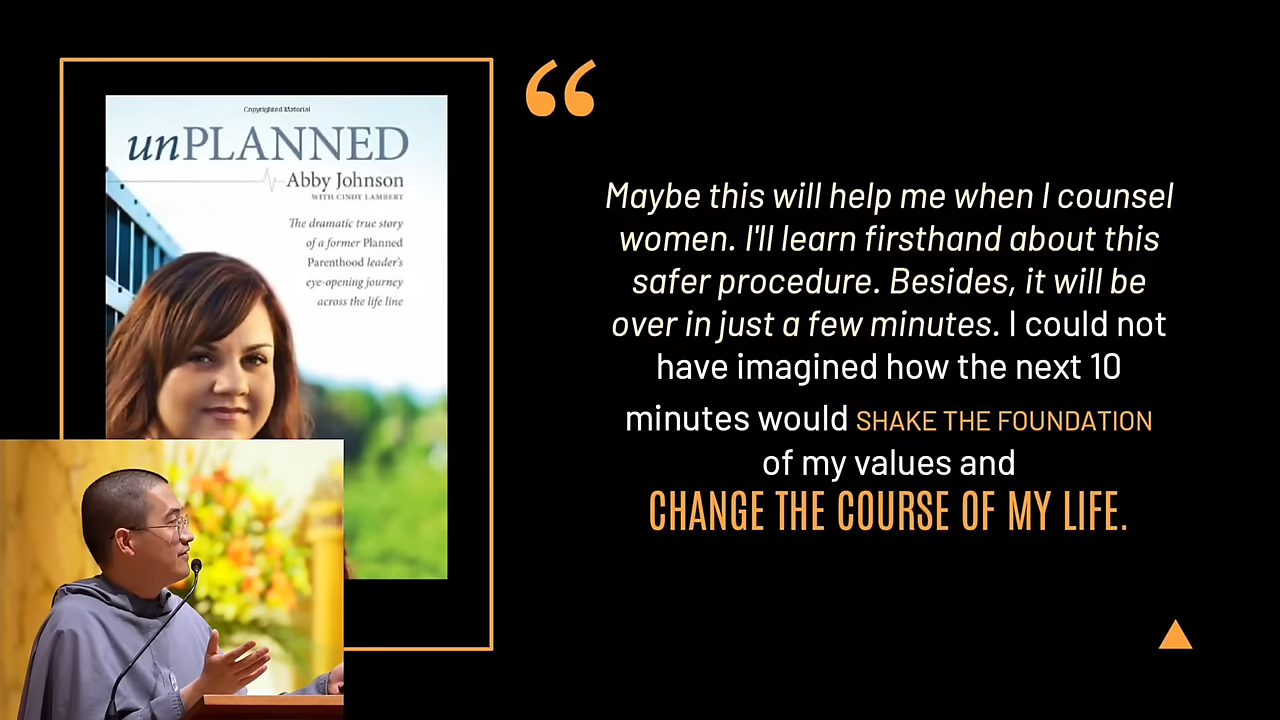 Copyrighted Material
unPLANNED
Abby Johnson
WITH CINDY LAMBERT
The dramatic true story
of a former Planned
Parenthood leader's
eye-opening journey
across the life line
“
Maybe this will help me when I counsel
women. I'll learn firsthand about this
safer procedure. Besides, it will be
over in just a few minutes. I could not
have imagined how the next 10
minutes would SHAKE THE FOUNDATION
of my values and
CHANGE THE COURSE OF MY LIFE.